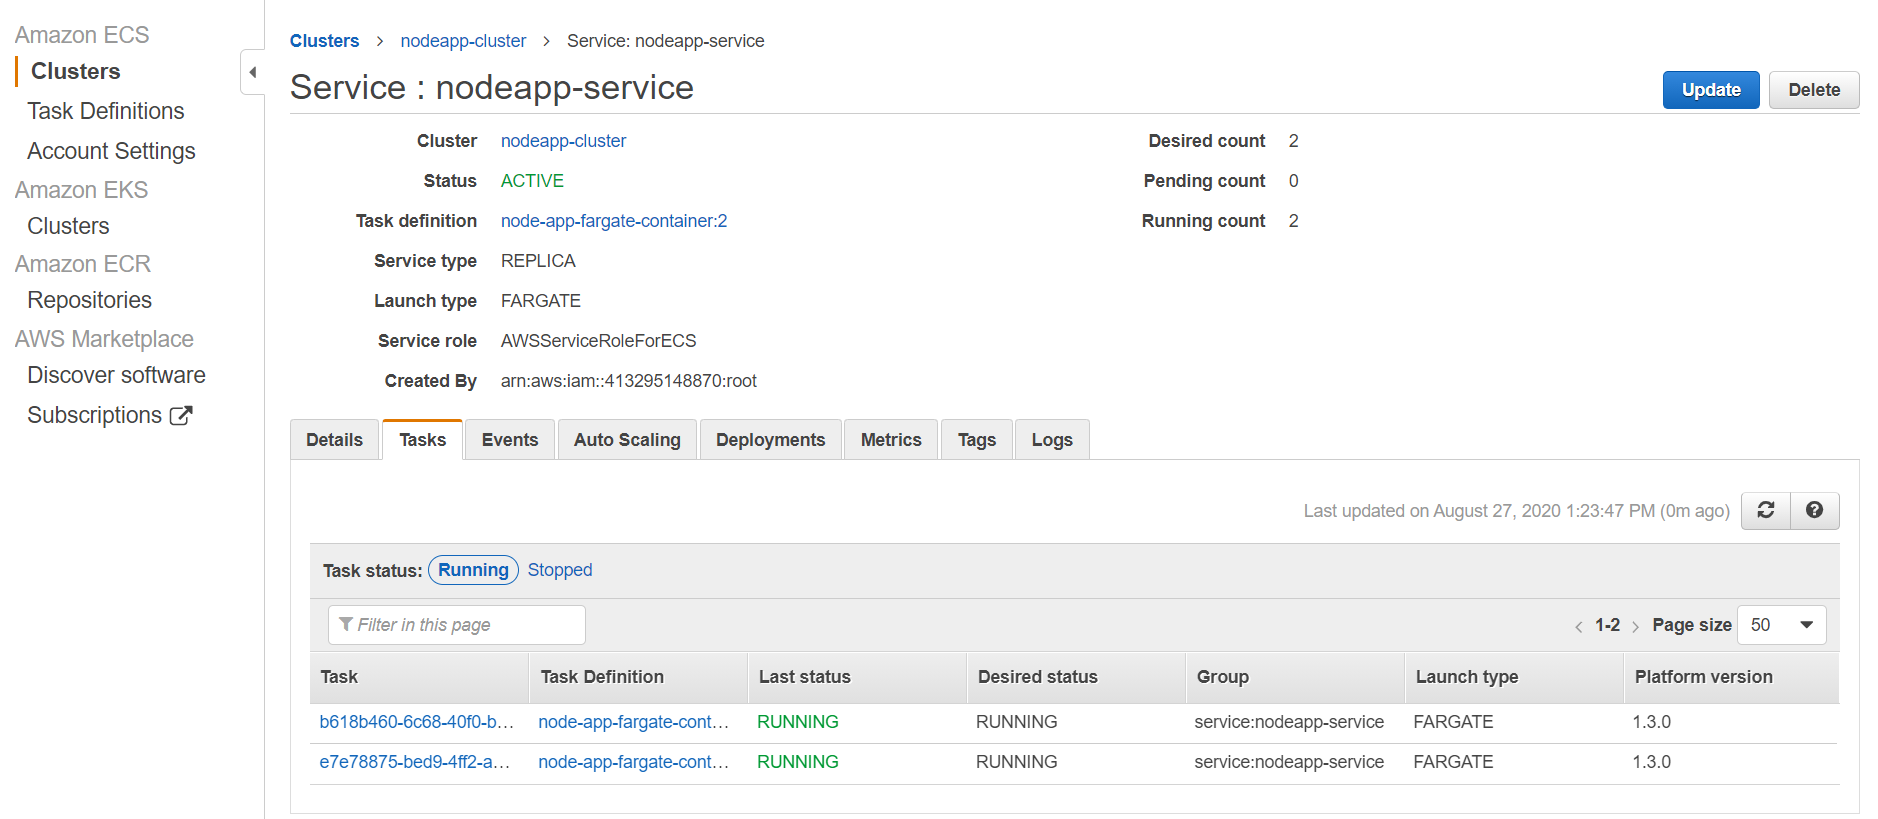 Amazon ECS
Clusters
Task Definitions
Account Settings
Amazon EKS
Clusters
Amazon ECR
Repositories
AWS Marketplace
Discover software
Subscriptions
Clusters > nodeapp-cluster > Service: nodeapp-service
Service : nodeapp-service
Update Delete
Cluster nodeapp-cluster
Status ACTIVE
Task definition node-app-fargate-container:2
Service type REPLICA
Launch type FARGATE
Service role AWSServiceRoleForECS
Created By arn:aws:iam::413295148870:root
Desired count 2
Pending count 0
Running count 2
Details Tasks Events Auto Scaling Deployments Metrics Tags Logs
Last updated on August 27, 2020 1:23:47 PM (0m ago)
Task status: Running Stopped
Filter in this page
1-2 Page size 50
Task Task Definition Last status Desired status Group Launch type Platform version
b618b460-6c68-40f0-b… node-app-fargate-cont… RUNNING RUNNING service:nodeapp-service FARGATE 1.3.0
e7e78875-bed9-4ff2-a… node-app-fargate-cont… RUNNING RUNNING service:nodeapp-service FARGATE 1.3.0